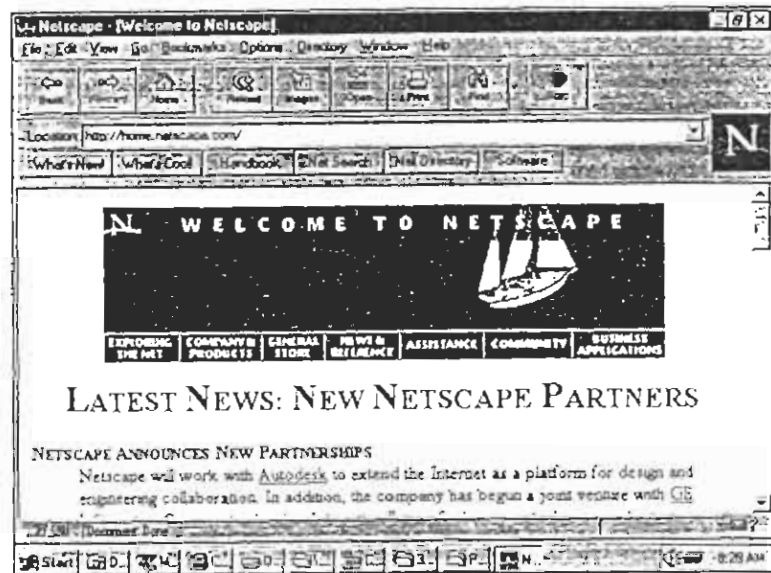 Netscape - [Welcome to Netscape]
File Edit View Go Bookmarks Options Directory Window Help
Back Forward Home Reload Images Open Print Find
Location: http://home.netscape.com/
N
What's New! What's Cool Handbook Net Search Net Directory Software
N WELCOME TO NETSCAPE
EXPLORING THE NET COMPANY & PRODUCTS GENERAL STORE NEWS & REFERENCE ASSISTANCE COMMUNITY BUSINESS APPLICATIONS
LATEST NEWS: NEW NETSCAPE PARTNERS
NETSCAPE ANNOUNCES NEW PARTNERSHIPS
Netscape will work with Autodesk to extend the Internet as a platform for design and
engineering collaboration. In addition, the company has begun a joint venture with GE
Document: Done
Start 8:28 AM